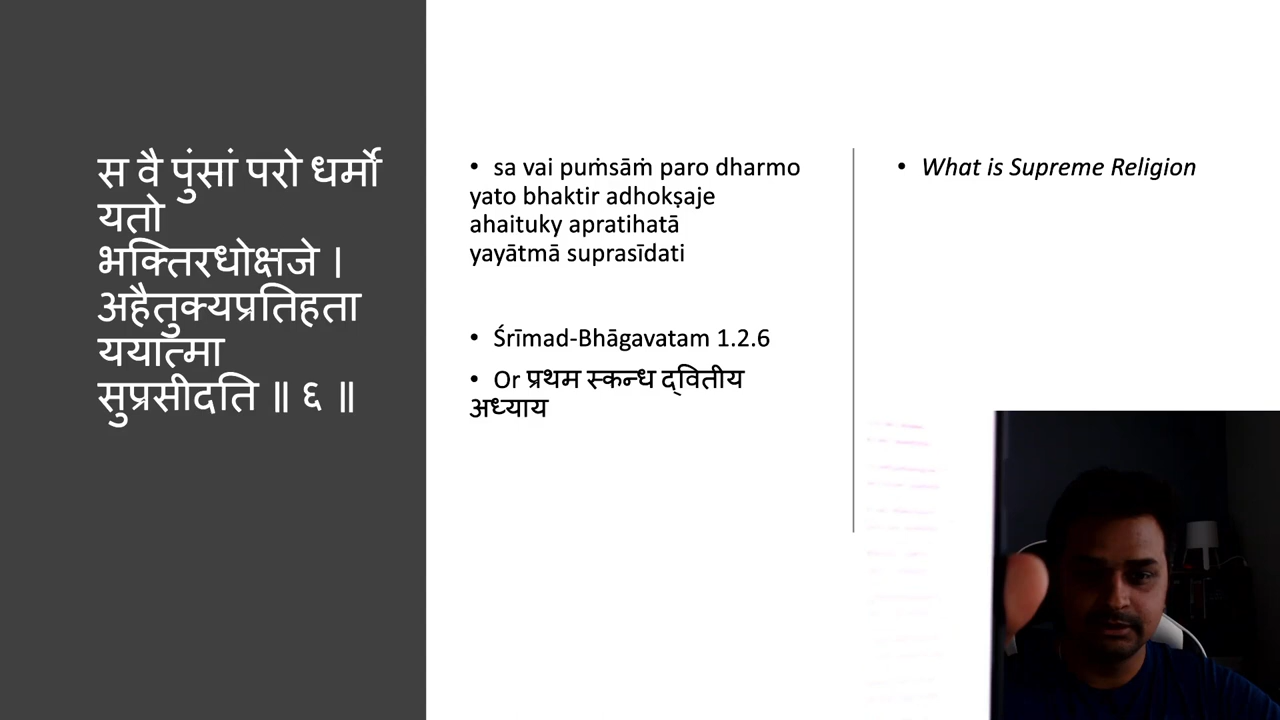 स वै पुंसां परो धर्मो
यतो
भक्तिरधोक्षजे ।
अहैतुक्यप्रतिहता
ययात्मा
सुप्रसीदति ॥ ६ ॥
• sa vai puṁsāṁ paro dharmo
yato bhaktir adhokṣaje
ahaituky apratihatā
yayātmā suprasīdati
• Śrīmad-Bhāgavatam 1.2.6
• Or प्रथम स्कन्ध द्वितीय
अध्याय
• What is Supreme Religion